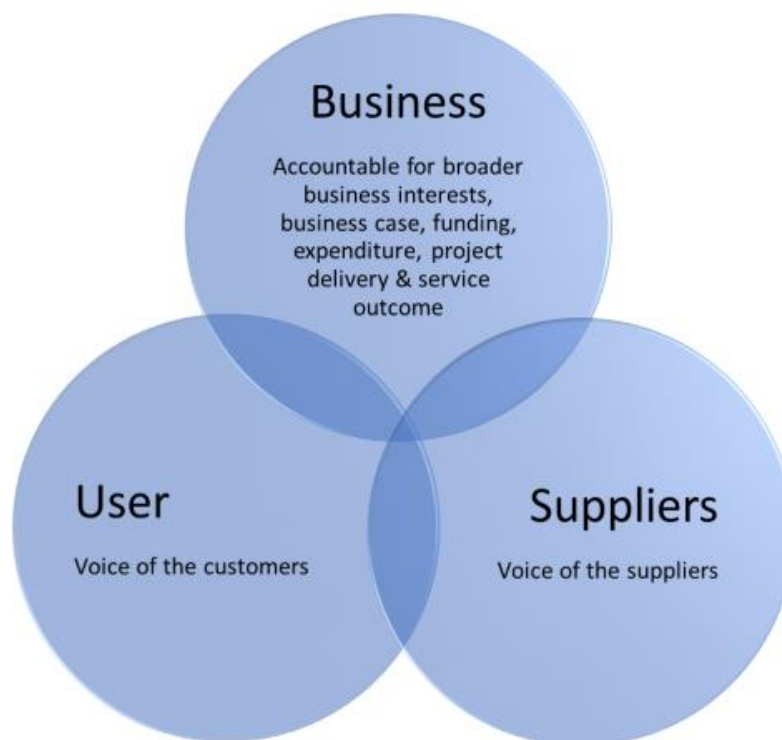 Business
Accountable for broader
business interests,
business case, funding,
expenditure, project
delivery & service
outcome
User
Voice of the customers
Suppliers
Voice of the suppliers